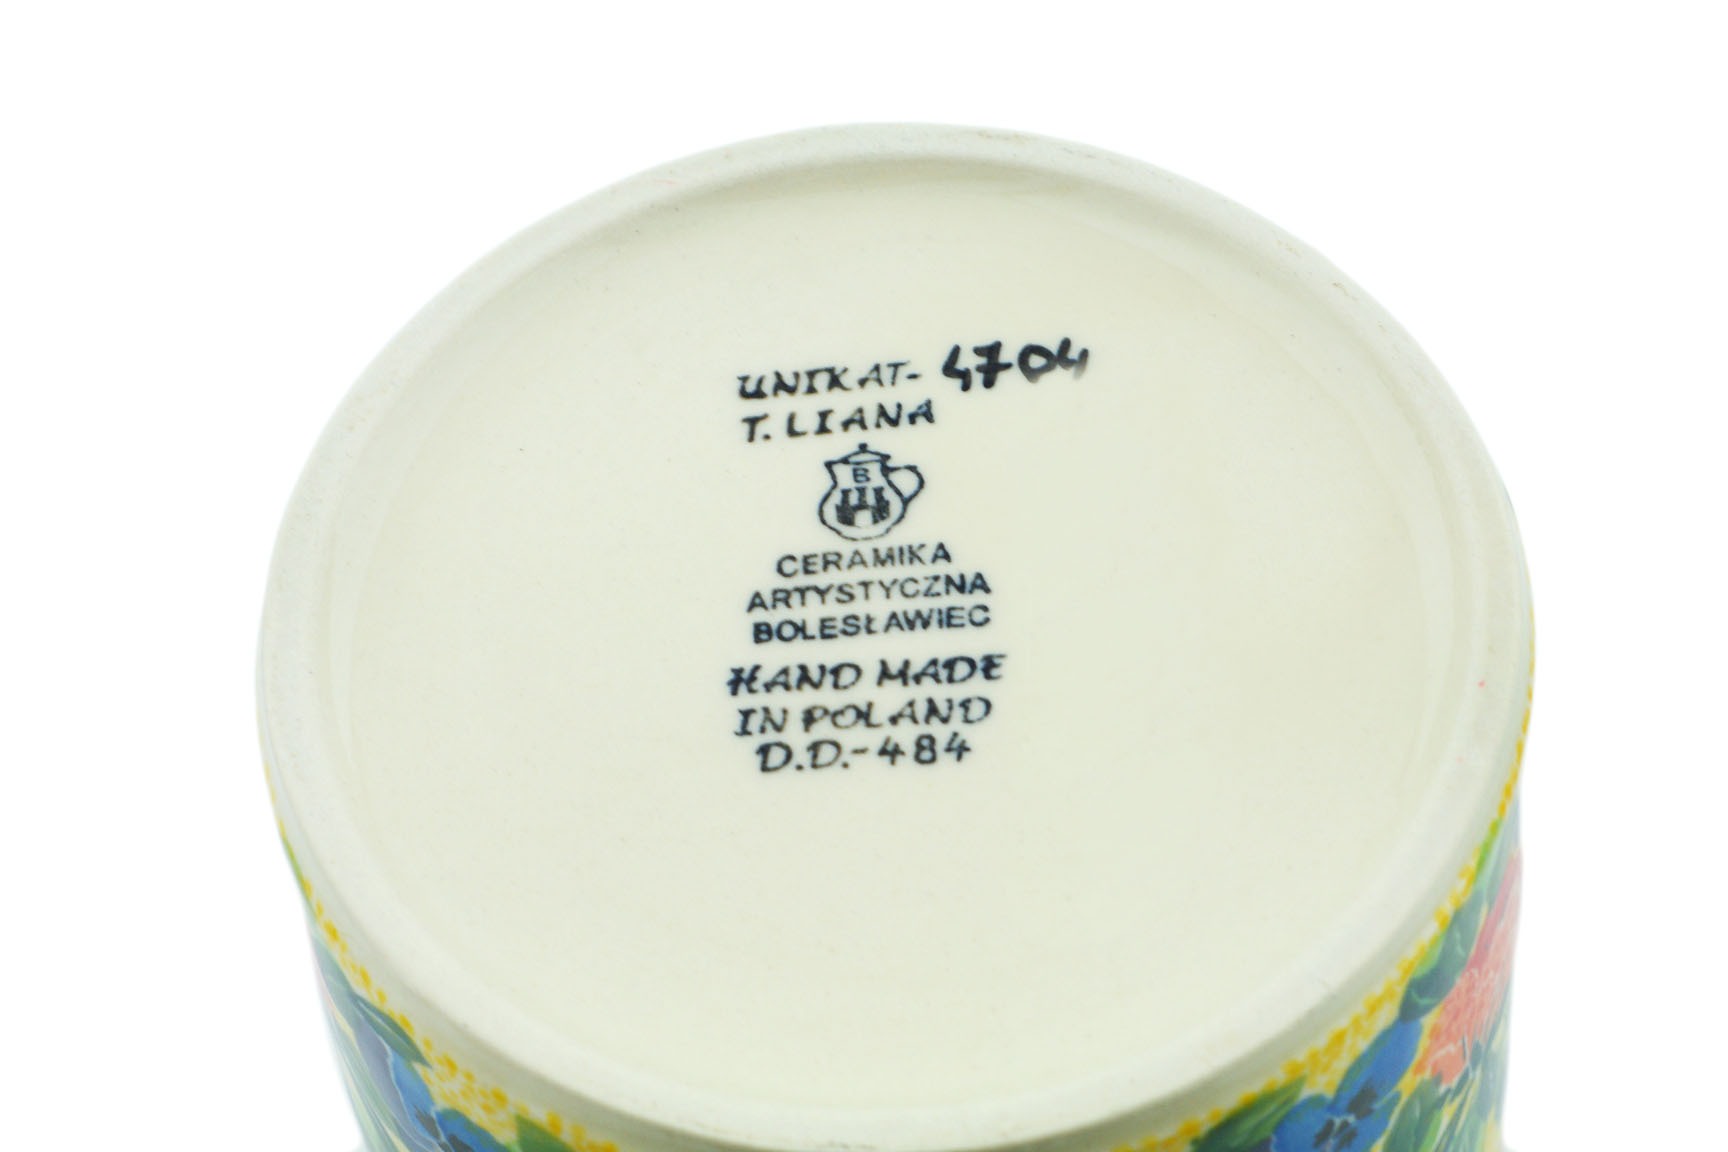 UNIKAT- 4704
T. LIANA
B
CERAMIKA
ARTYSTYCZNA
BOLESŁAWIEC
HAND MADE
IN POLAND
D.D.-484